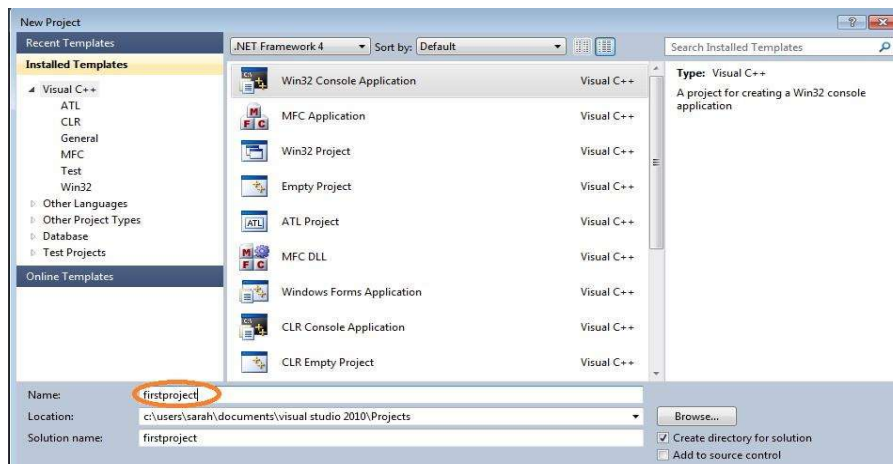 New Project
Recent Templates
Installed Templates
Visual C++
ATL
CLR
General
MFC
Test
Win32
Other Languages
Other Project Types
Database
Test Projects
Online Templates
.NET Framework 4 Sort by: Default
Win32 Console Application Visual C++
MFC Application Visual C++
Win32 Project Visual C++
Empty Project Visual C++
ATL Project Visual C++
MFC DLL Visual C++
Windows Forms Application Visual C++
CLR Console Application Visual C++
CLR Empty Project Visual C++
Search Installed Templates
Type: Visual C++
A project for creating a Win32 console
application
Name: firstproject
Location: c:\users\sarah\documents\visual studio 2010\Projects Browse...
Solution name: firstproject
Create directory for solution
Add to source control